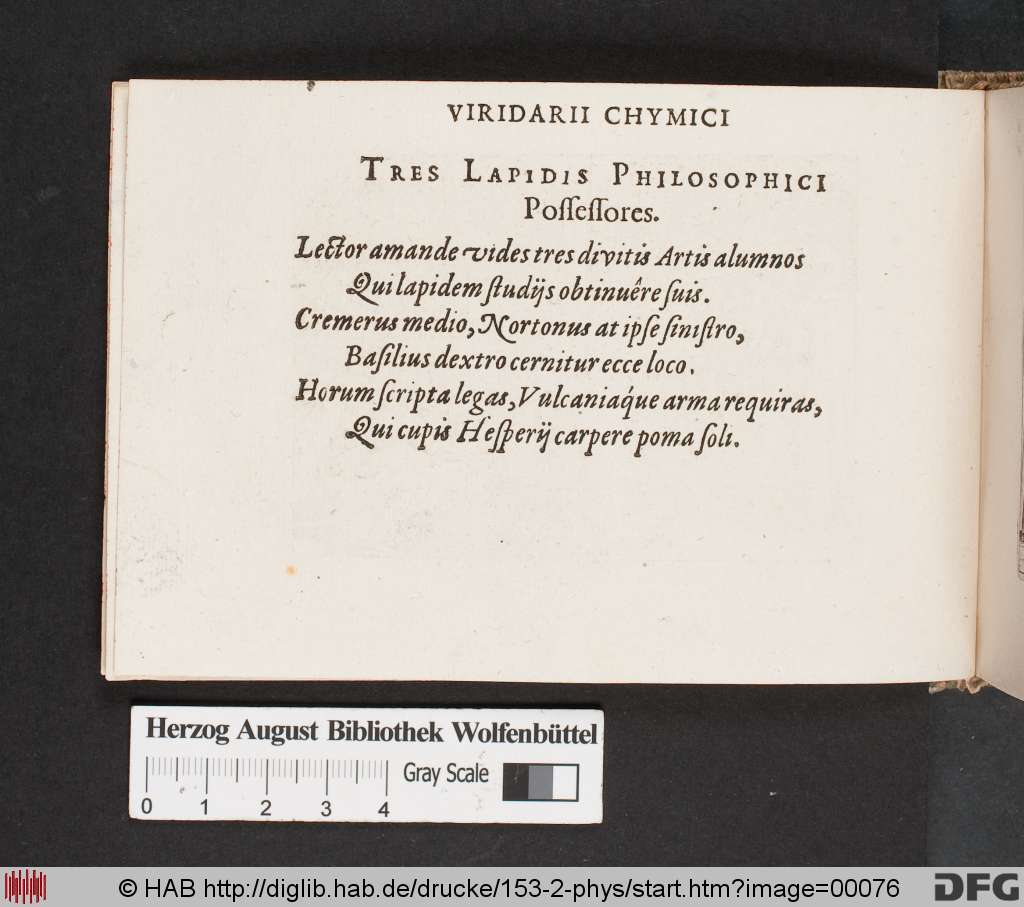 VIRIDARII CHYMICI
TRES LAPIDIS PHILOSOPHICI
Poſſeſſores.
Lector amande vides tres divitis Artis alumnos
Qui lapidem ſtudijs obtinuêre ſuis.
Cremerus medio, Nortonus at ipſe ſiniſtro,
Baſilius dextro cernitur ecce loco.
Horum ſcripta legas, Vulcaniaq́ue arma requiras,
Qui cupis Heſperij carpere poma ſoli.
Herzog August Bibliothek Wolfenbüttel
Gray Scale
0 1 2 3 4
© HAB http://diglib.hab.de/drucke/153-2-phys/start.htm?image=00076
DFG